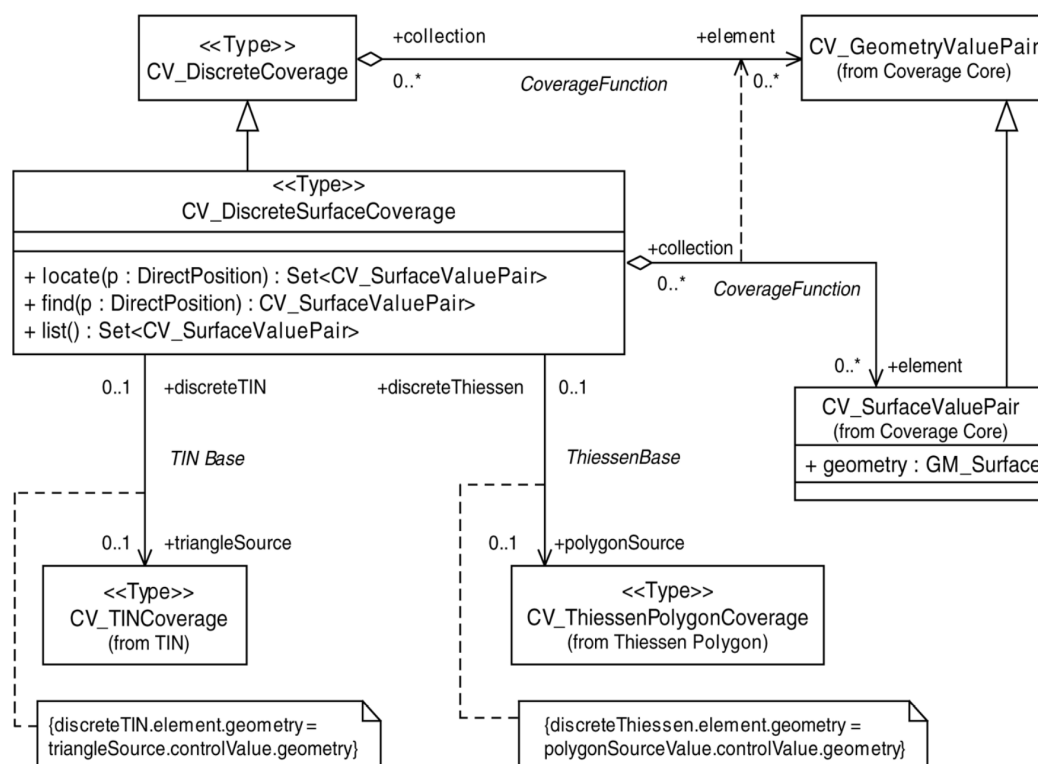 <<Type>>
CV_DiscreteCoverage
+collection
0..*
CoverageFunction
+element
0..*
CV_GeometryValuePair
(from Coverage Core)
<<Type>>
CV_DiscreteSurfaceCoverage
+ locate(p : DirectPosition) : Set<CV_SurfaceValuePair>
+ find(p : DirectPosition) : CV_SurfaceValuePair>
+ list() : Set<CV_SurfaceValuePair>
+collection
0..*
CoverageFunction
0..*
+element
CV_SurfaceValuePair
(from Coverage Core)
+ geometry : GM_Surface
0..1
+discreteTIN
TIN Base
0..1
+triangleSource
+discreteThiessen
0..1
ThiessenBase
0..1
+polygonSource
<<Type>>
CV_TINCoverage
(from TIN)
<<Type>>
CV_ThiessenPolygonCoverage
(from Thiessen Polygon)
{discreteTIN.element.geometry =
triangleSource.controlValue.geometry}
{discreteThiessen.element.geometry =
polygonSourceValue.controlValue.geometry}